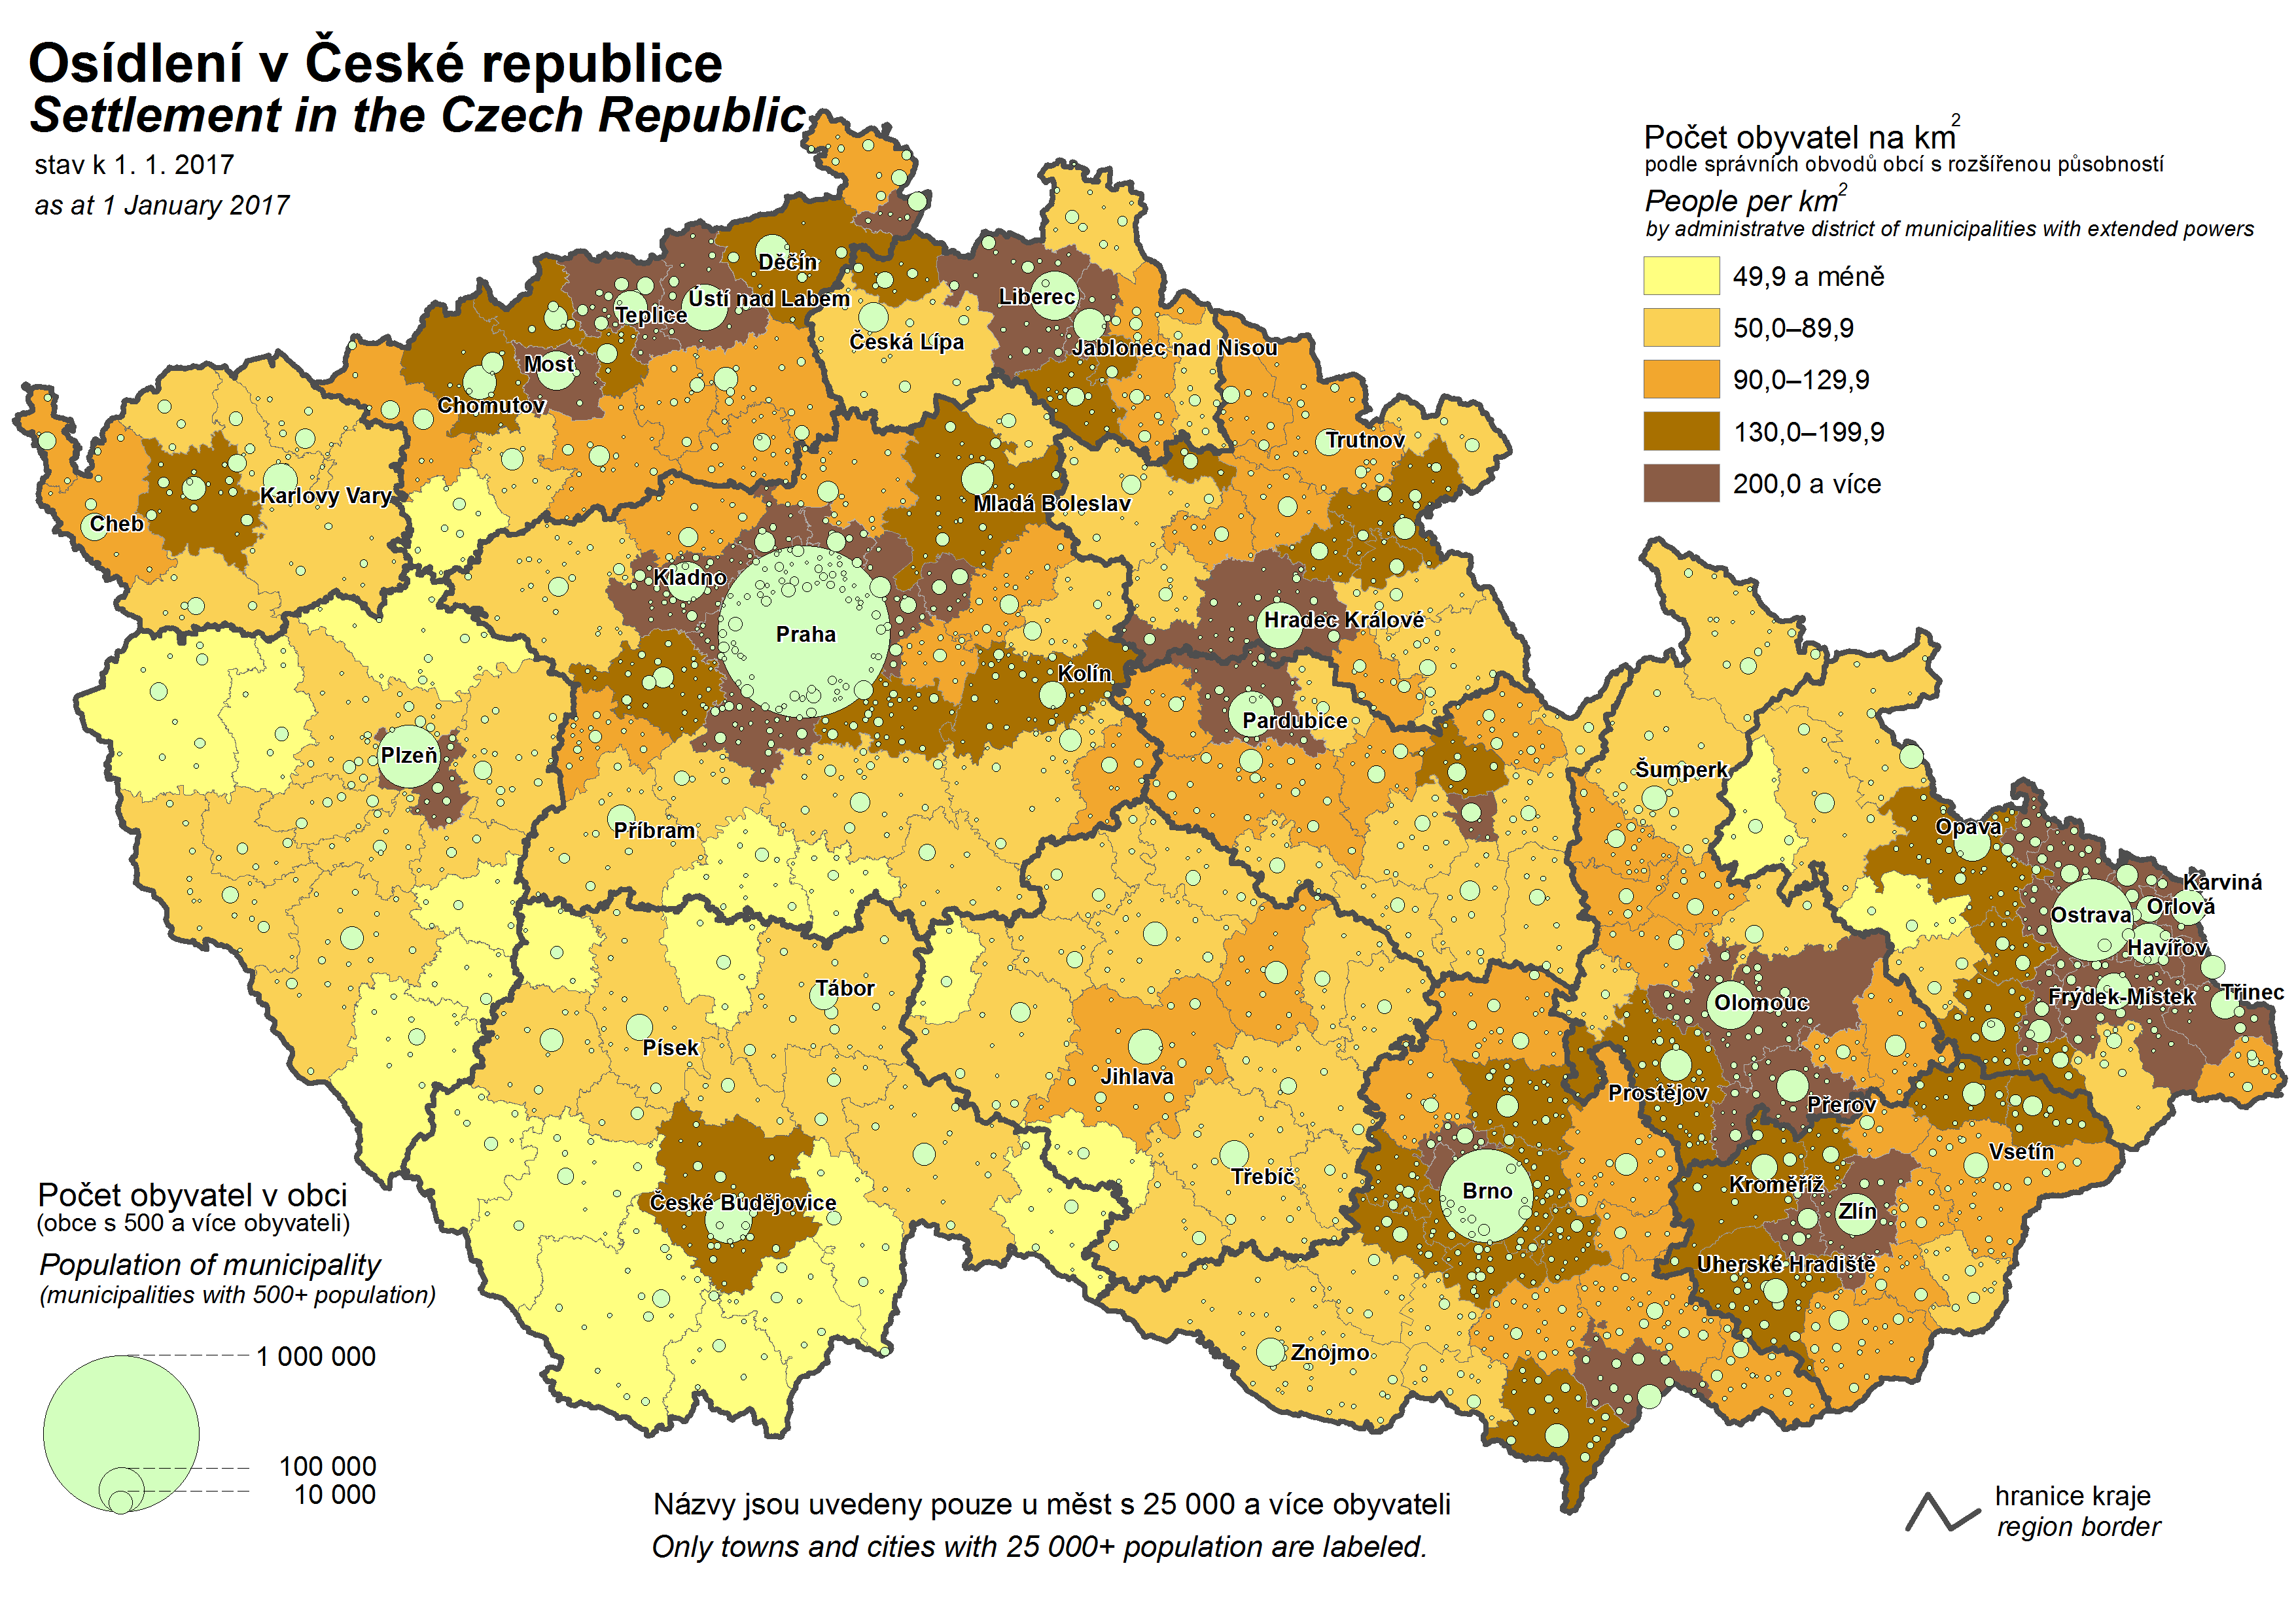 Osídlení v České republice
Settlement in the Czech Republic
stav k 1. 1. 2017
as at 1 January 2017
Počet obyvatel na km2
podle správních obvodů obcí s rozšířenou působností
People per km2
by administratve district of municipalities with extended powers
49,9 a méně
50,0–89,9
90,0–129,9
130,0–199,9
200,0 a více
Děčín
Ústí nad Labem
Teplice
Liberec
Česká Lípa
Jablonec nad Nisou
Most
Chomutov
Trutnov
Karlovy Vary
Mladá Boleslav
Cheb
Kladno
Praha
Hradec Králové
Kolín
Pardubice
Plzeň
Šumperk
Příbram
Opava
Karviná
Orlová
Ostrava
Havířov
Tábor
Frýdek-Místek
Třinec
Olomouc
Písek
Jihlava
Prostějov
Přerov
Vsetín
Třebíč
Kroměříž
Brno
České Budějovice
Zlín
Uherské Hradiště
Znojmo
Počet obyvatel v obci
(obce s 500 a více obyvateli)
Population of municipality
(municipalities with 500+ population)
1 000 000
100 000
10 000
Názvy jsou uvedeny pouze u měst s 25 000 a více obyvateli
Only towns and cities with 25 000+ population are labeled.
hranice kraje
region border